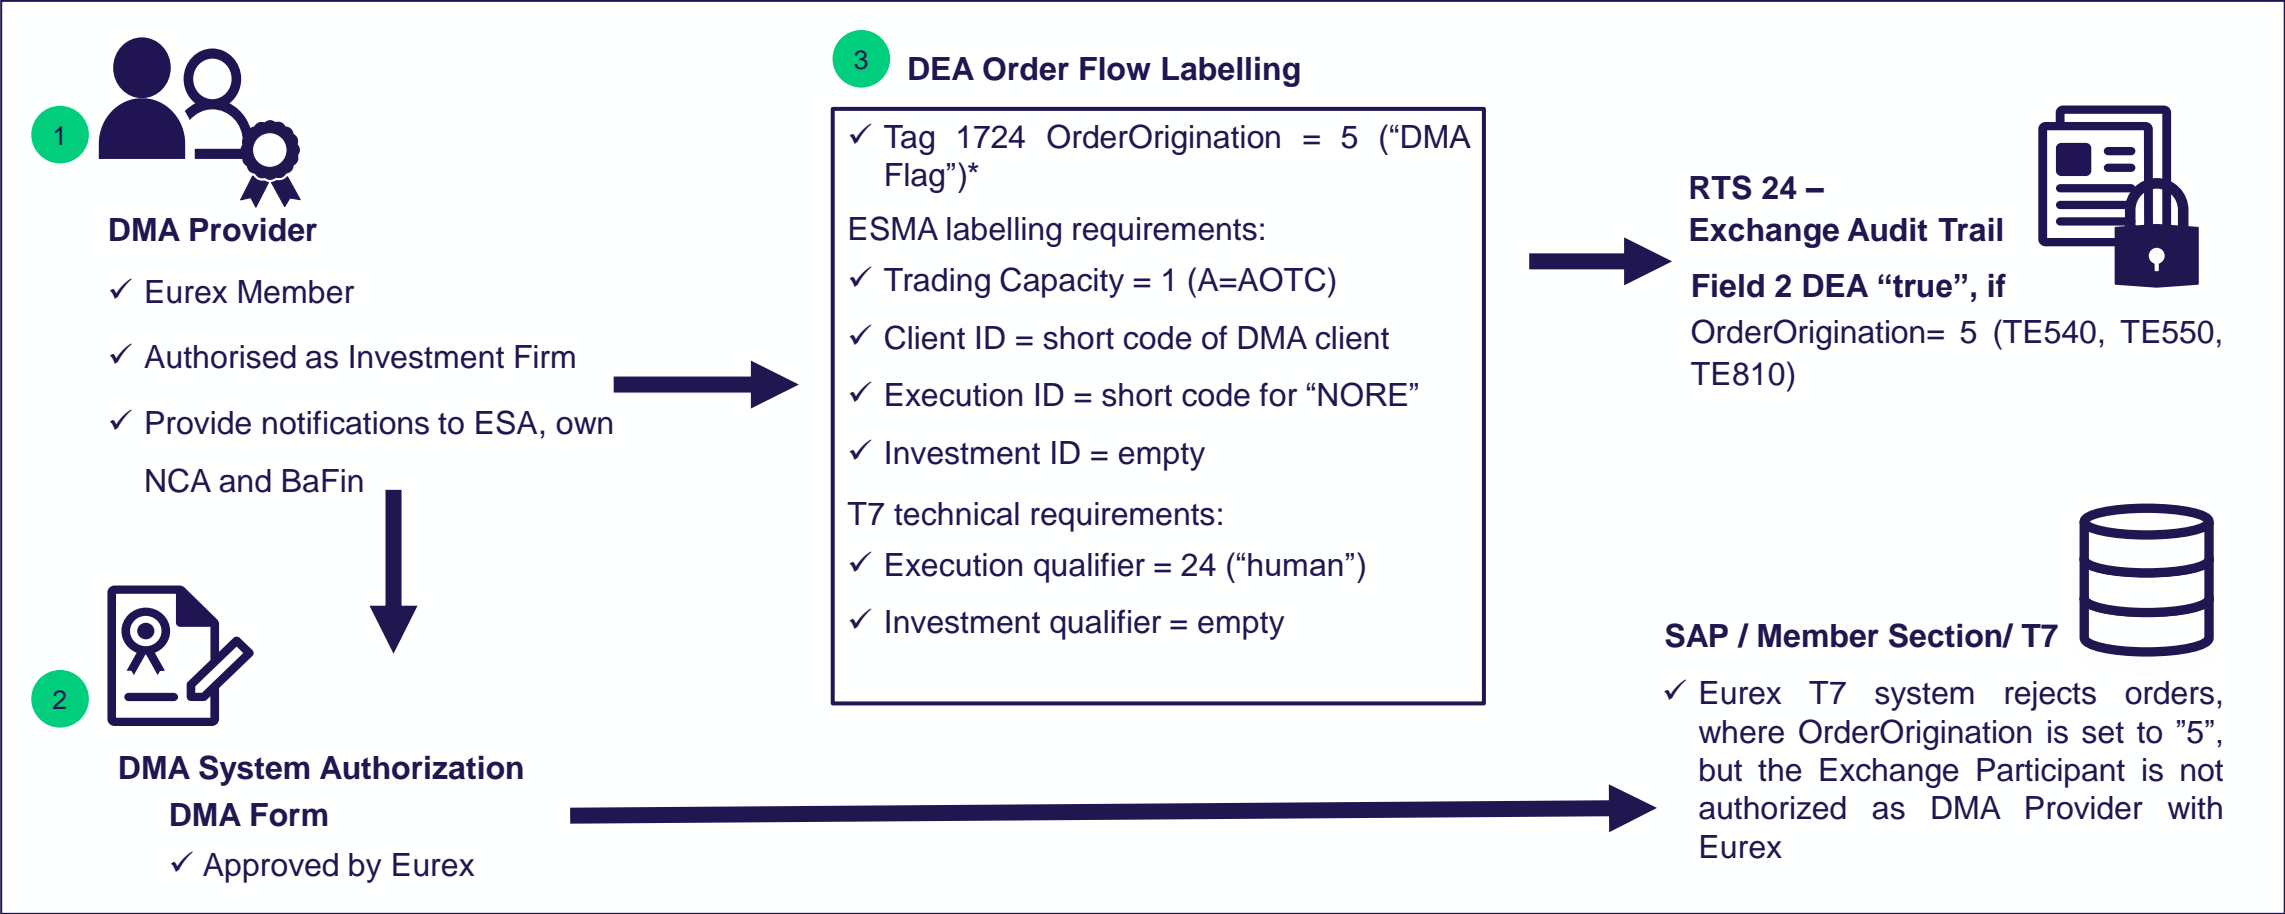 1
DMA Provider
✓ Eurex Member
✓ Authorised as Investment Firm
✓ Provide notifications to ESA, own
NCA and BaFin
2
DMA System Authorization
DMA Form
✓ Approved by Eurex
3
DEA Order Flow Labelling
✓ Tag 1724 OrderOrigination = 5 (“DMA
Flag”)*
ESMA labelling requirements:
✓ Trading Capacity = 1 (A=AOTC)
✓ Client ID = short code of DMA client
✓ Execution ID = short code for “NORE”
✓ Investment ID = empty
T7 technical requirements:
✓ Execution qualifier = 24 (“human”)
✓ Investment qualifier = empty
RTS 24 –
Exchange Audit Trail
Field 2 DEA “true”, if
OrderOrigination= 5 (TE540, TE550,
TE810)
SAP / Member Section/ T7
✓ Eurex T7 system rejects orders,
where OrderOrigination is set to ”5”,
but the Exchange Participant is not
authorized as DMA Provider with
Eurex